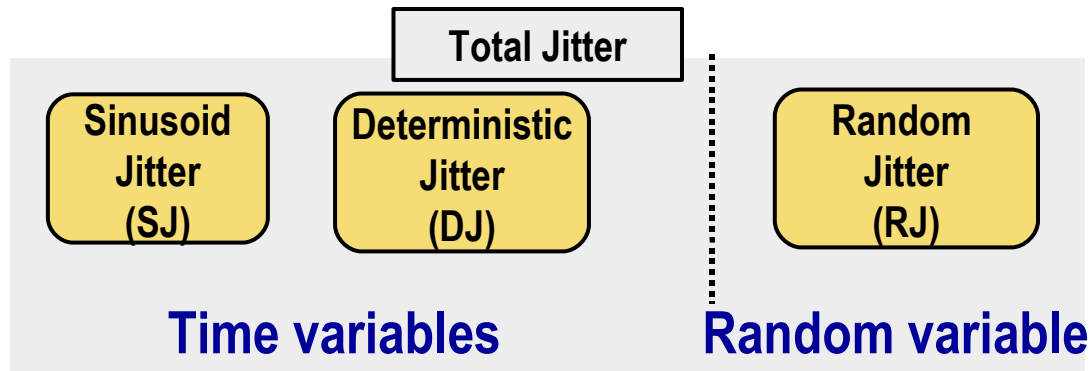 Total Jitter
Sinusoid
Jitter
(SJ)
Deterministic
Jitter
(DJ)
Random
Jitter
(RJ)
Time variables
Random variable